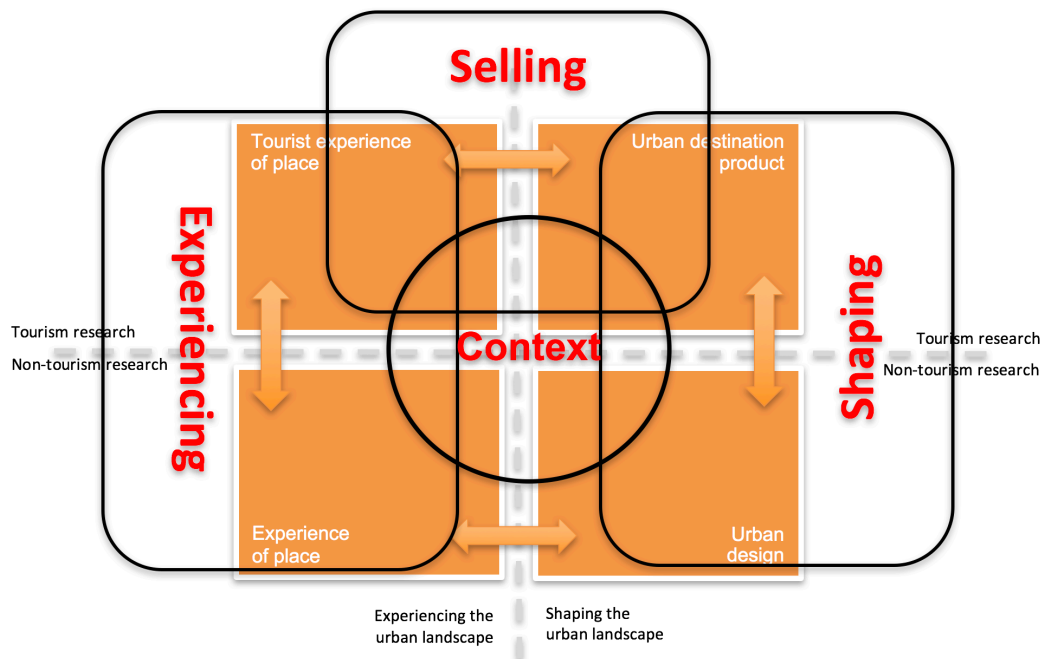 Selling
Tourist experience
of place
Urban destination
product
Experiencing
Shaping
Tourism research
Non-tourism research
Context
Tourism research
Non-tourism research
Experience
of place
Urban
design
Experiencing the
urban landscape
Shaping the
urban landscape